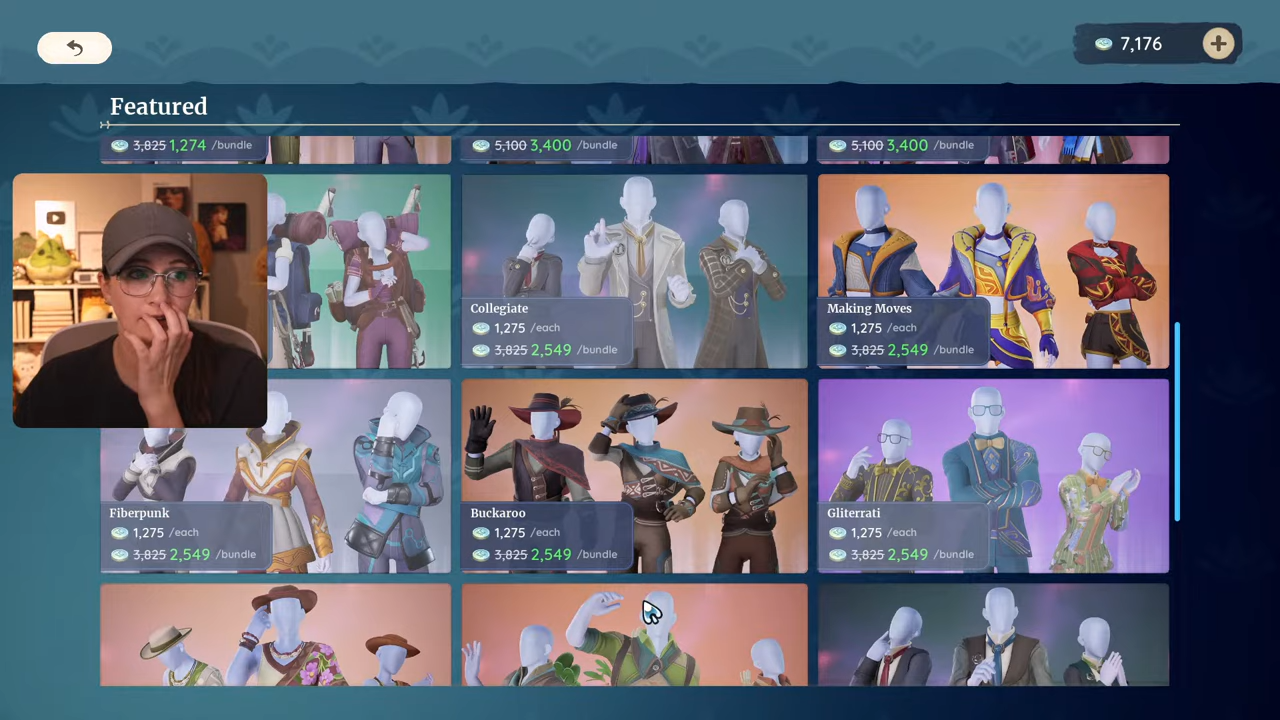 7,176
Featured
3,825 1,274 /bundle
5,100 3,400 /bundle
5,100 3,400 /bundle
Collegiate
1,275 /each
3,825 2,549 /bundle
Making Moves
1,275 /each
3,825 2,549 /bundle
Fiberpunk
1,275 /each
3,825 2,549 /bundle
Buckaroo
1,275 /each
3,825 2,549 /bundle
Gliterrati
1,275 /each
3,825 2,549 /bundle